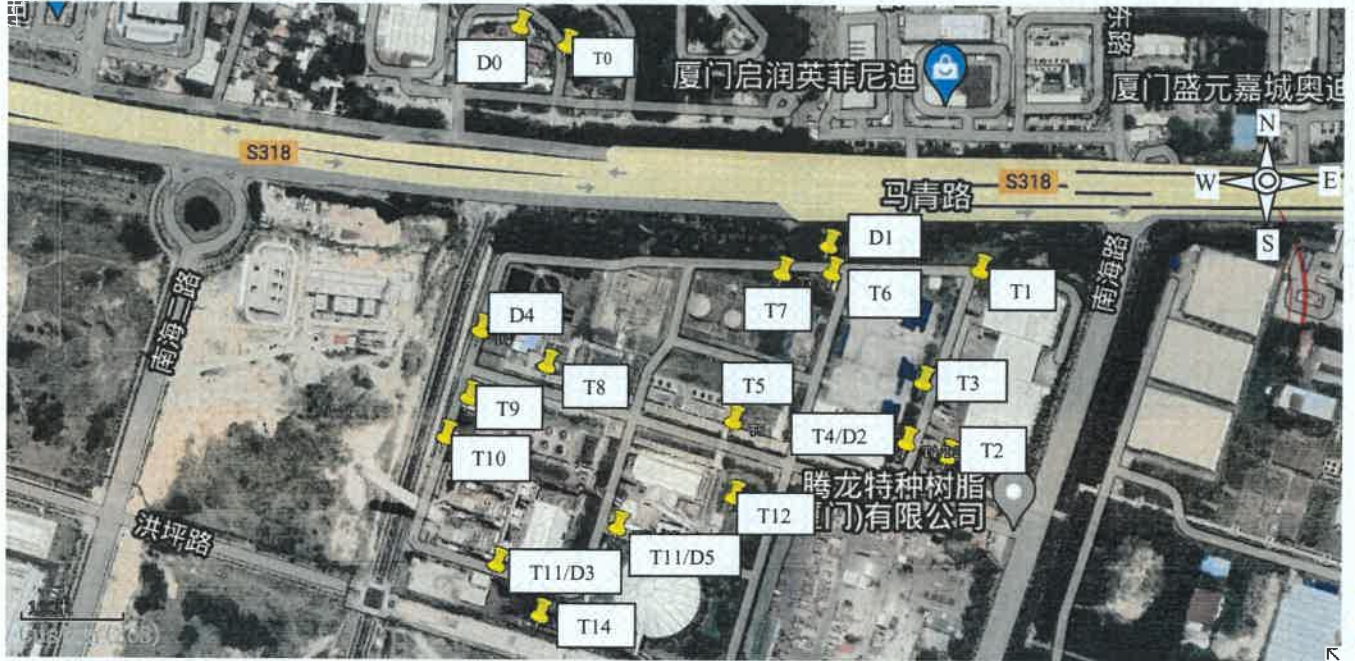 D0
T0
厦门启润英菲尼迪
东路
厦门盛元嘉城奥迪
N
S318
马青路
S318
W
E
S
D1
T7
T6
T1
南海路
南海二路
D4
T8
T5
T3
T9
T4/D2
T10
T2
腾龙特种树脂
门)有限公司
T12
洪坪路
T11/D3
T11/D5
T14